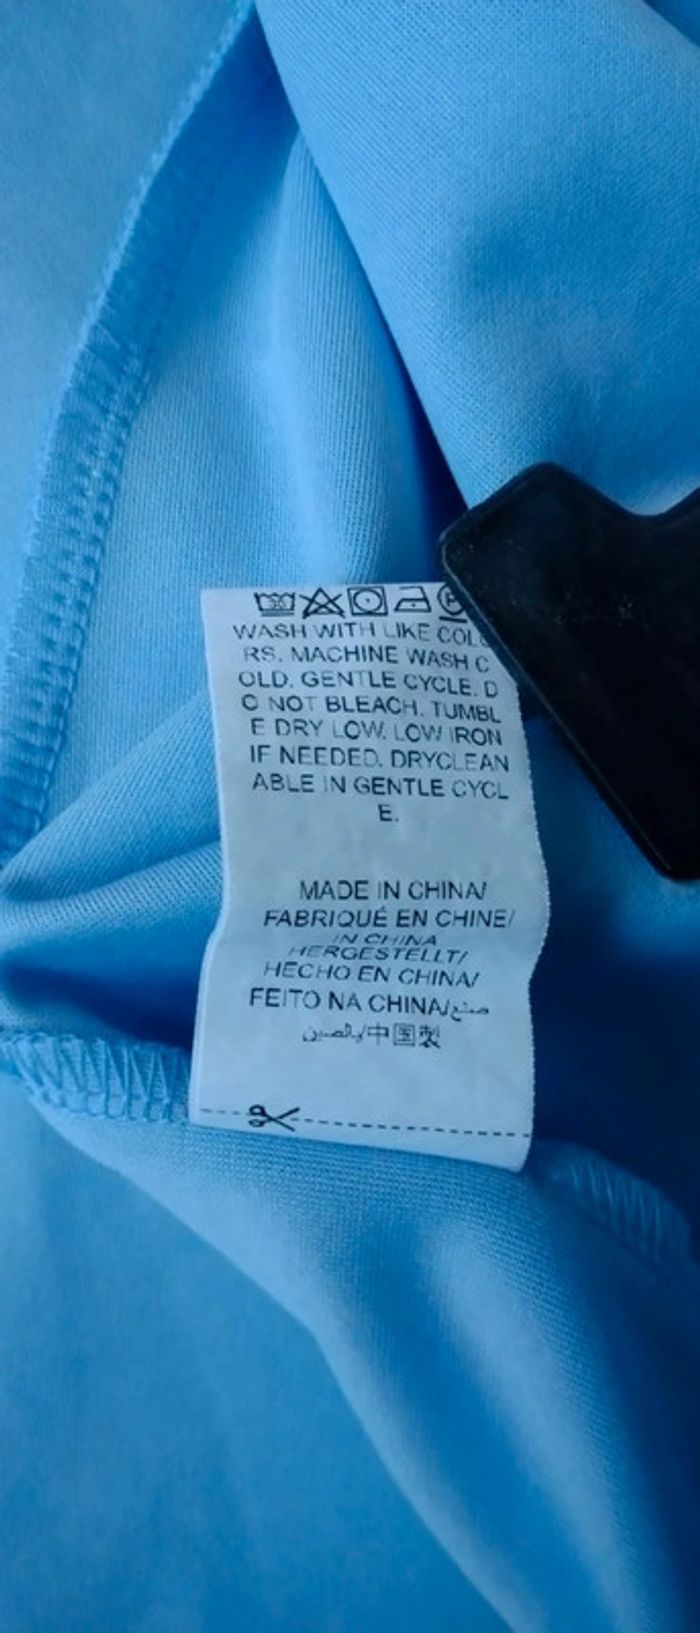 WASH WITH LIKE COLO
RS. MACHINE WASH C
OLD. GENTLE CYCLE. D
O NOT BLEACH. TUMBL
E DRY LOW. LOW IRON
IF NEEDED. DRYCLEAN
ABLE IN GENTLE CYCL
E.
MADE IN CHINA/
FABRIQUÉ EN CHINE/
IN CHINA
HERGESTELLT/
HECHO EN CHINA/
FEITO NA CHINA/صنع
بالصين/中国製